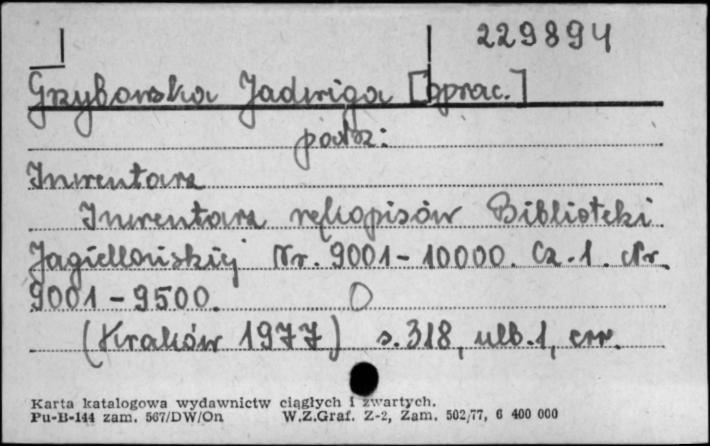 229894
Grzybowska Jadwiga [oprac.]
patrz:
Inwentarz
Inwentarz rękopisów Biblioteki
Jagiellońskiej Nr. 9001-10000. Cz.1. Nr.
9001-9500.
(Kraków 1977) s.318, ulb.1, err.
Karta katalogowa wydawnictw ciągłych i zwartych.
Pu-B-144 zam. 567/DW/On W.Z.Graf. Z-2, Zam. 502/77, 6 400 000